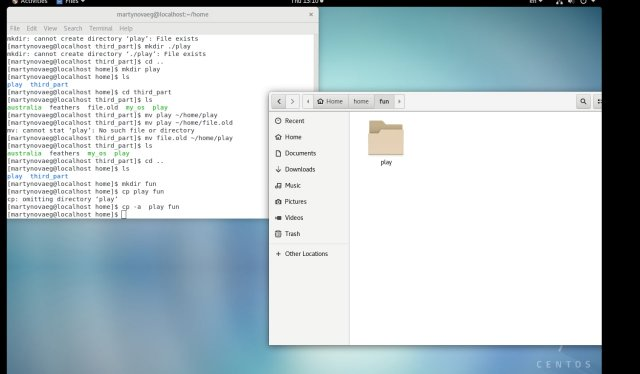 Activities Files Thu 13:10 en
martynovaeg@localhost:~/home
File Edit View Search Terminal Help
mkdir: cannot create directory ‘play’: File exists
[martynovaeg@localhost third_part]$ mkdir ./play
mkdir: cannot create directory ‘./play’: File exists
[martynovaeg@localhost third_part]$ cd ..
[martynovaeg@localhost home]$ mkdir play
[martynovaeg@localhost home]$ ls
play third_part
[martynovaeg@localhost home]$ cd third_part
[martynovaeg@localhost third_part]$ ls
australia feathers file.old my_os play
[martynovaeg@localhost third_part]$ mv play ~/home/play
[martynovaeg@localhost third_part]$ mv play ~/home/file.old
mv: cannot stat ‘play’: No such file or directory
[martynovaeg@localhost third_part]$ mv file.old ~/home/play
[martynovaeg@localhost third_part]$ ls
australia feathers my_os play
[martynovaeg@localhost third_part]$ cd ..
[martynovaeg@localhost home]$ ls
play third_part
[martynovaeg@localhost home]$ mkdir fun
[martynovaeg@localhost home]$ cp play fun
cp: omitting directory ‘play’
[martynovaeg@localhost home]$ cp -a play fun
[martynovaeg@localhost home]$
Home home fun
Recent
Home
Documents
Downloads
Music
Pictures
Videos
Trash
Other Locations
play
CENTOS